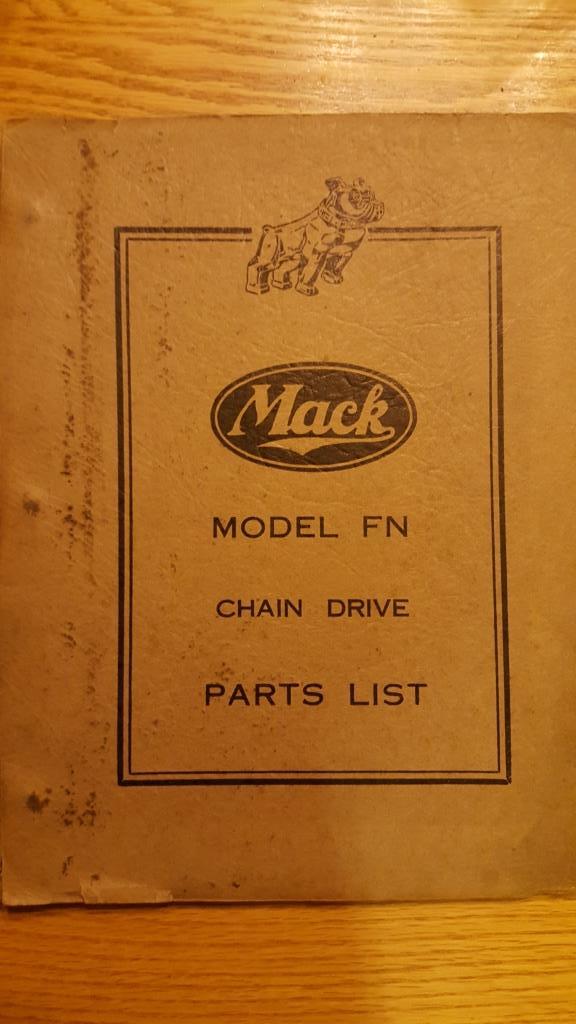 Mack
MODEL FN
CHAIN DRIVE
PARTS LIST